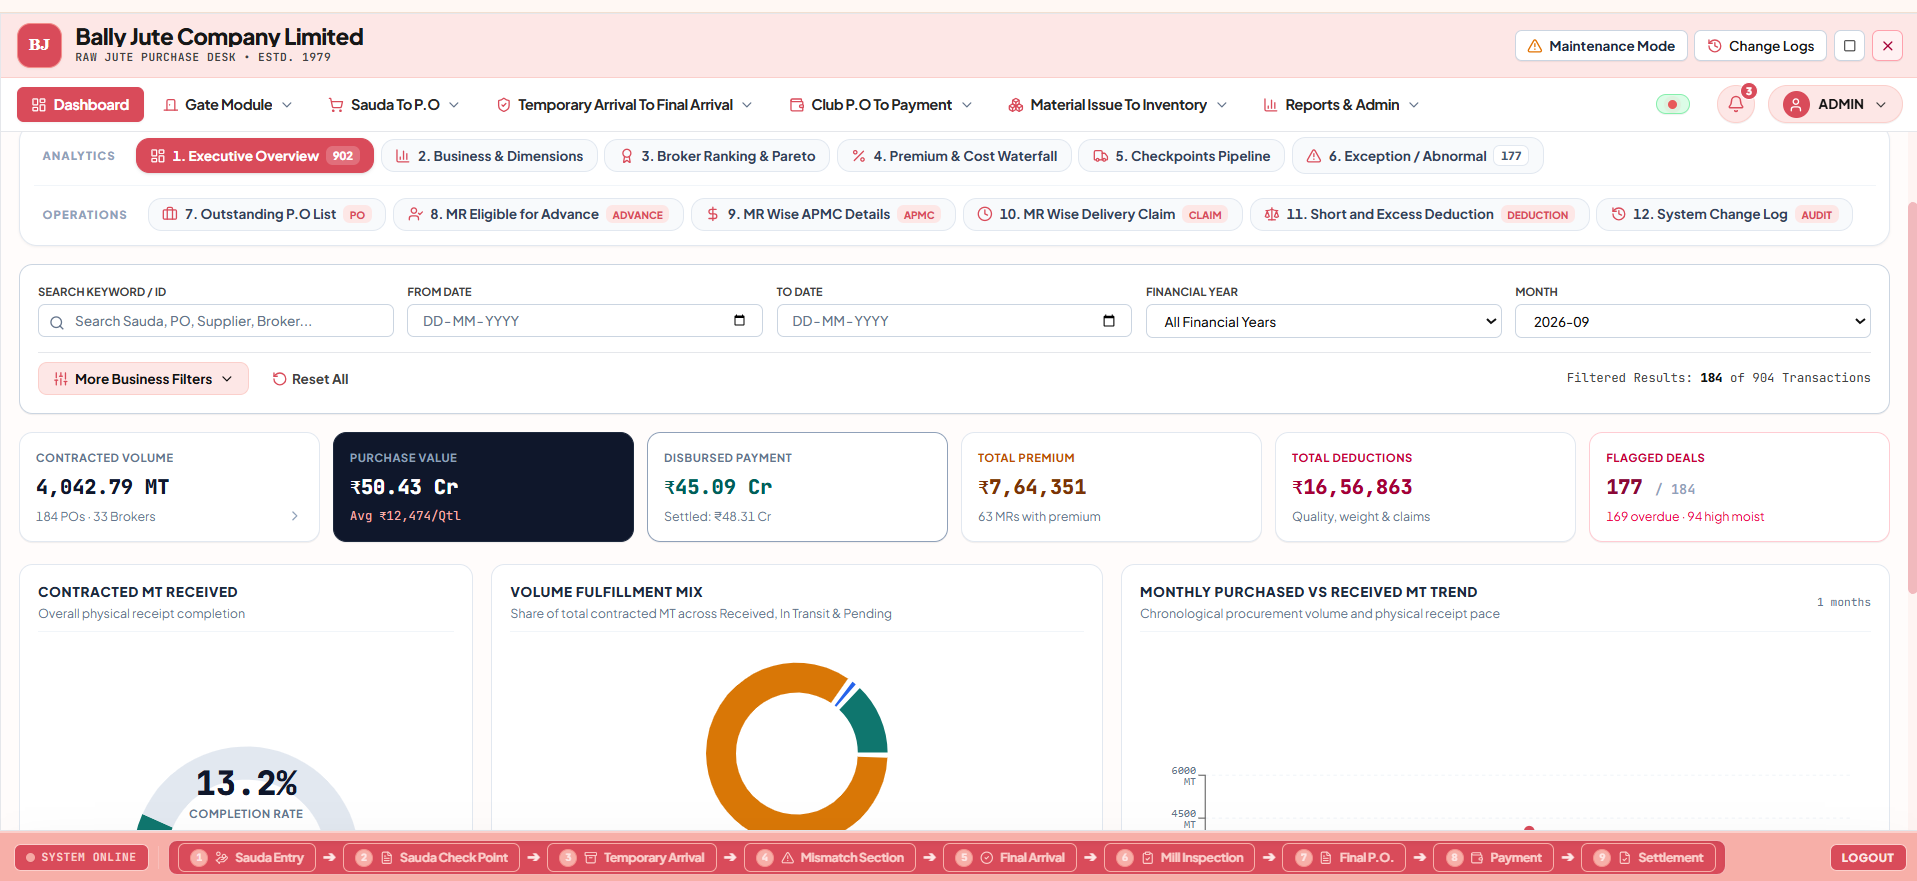 BJ
Bally Jute Company Limited
RAW JUTE PURCHASE DESK • ESTD. 1979
Maintenance Mode
Change Logs
Dashboard
Gate Module
Sauda To P.O
Temporary Arrival To Final Arrival
Club P.O To Payment
Material Issue To Inventory
Reports & Admin
3
ADMIN
ANALYTICS
1. Executive Overview 902
2. Business & Dimensions
3. Broker Ranking & Pareto
4. Premium & Cost Waterfall
5. Checkpoints Pipeline
6. Exception / Abnormal 177
OPERATIONS
7. Outstanding P.O List PO
8. MR Eligible for Advance ADVANCE
9. MR Wise APMC Details APMC
10. MR Wise Delivery Claim CLAIM
11. Short and Excess Deduction DEDUCTION
12. System Change Log AUDIT
SEARCH KEYWORD / ID
Search Sauda, PO, Supplier, Broker...
FROM DATE
DD-MM-YYYY
TO DATE
DD-MM-YYYY
FINANCIAL YEAR
All Financial Years
MONTH
2026-09
More Business Filters
Reset All
Filtered Results: 184 of 904 Transactions
CONTRACTED VOLUME
4,042.79 MT
184 POs · 33 Brokers
PURCHASE VALUE
₹50.43 Cr
Avg ₹12,474/Qtl
DISBURSED PAYMENT
₹45.09 Cr
Settled: ₹48.31 Cr
TOTAL PREMIUM
₹7,64,351
63 MRs with premium
TOTAL DEDUCTIONS
₹16,56,863
Quality, weight & claims
FLAGGED DEALS
177 / 184
169 overdue · 94 high moist
CONTRACTED MT RECEIVED
Overall physical receipt completion
13.2%
COMPLETION RATE
VOLUME FULFILLMENT MIX
Share of total contracted MT across Received, In Transit & Pending
MONTHLY PURCHASED VS RECEIVED MT TREND
Chronological procurement volume and physical receipt pace
1 months
6000
MT
4500
MT
SYSTEM ONLINE
1 Sauda Entry
2 Sauda Check Point
3 Temporary Arrival
4 Mismatch Section
5 Final Arrival
6 Mill Inspection
7 Final P.O.
8 Payment
9 Settlement
LOGOUT